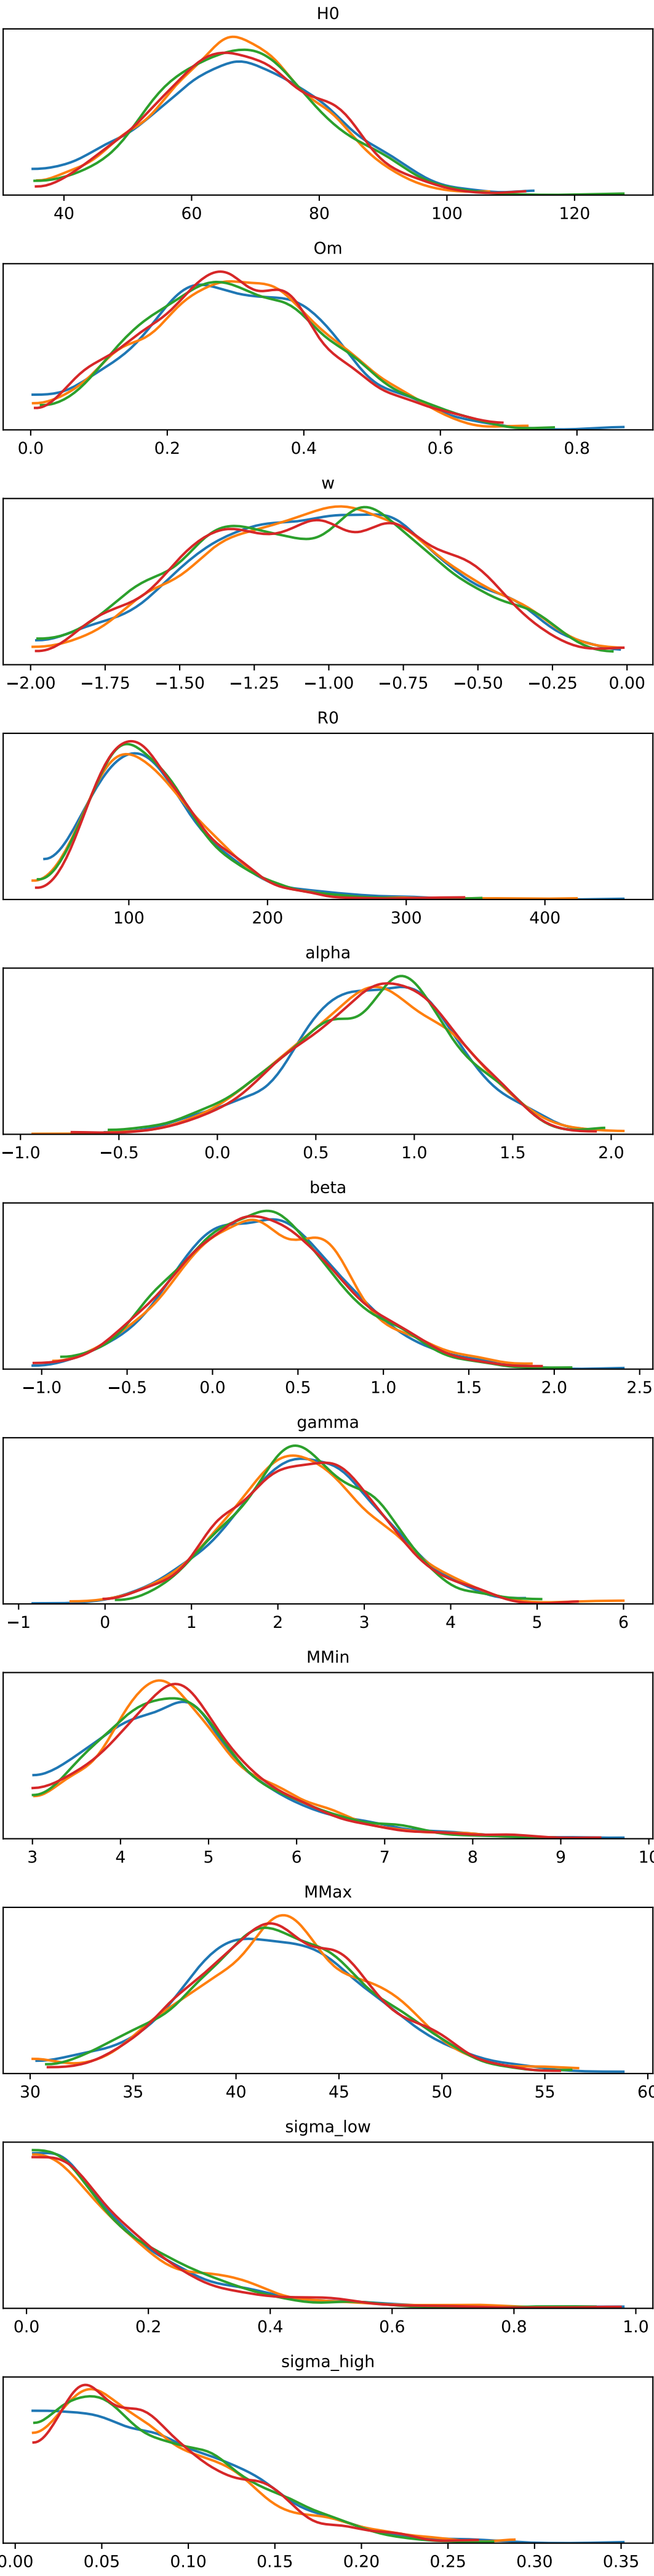 H0
40 60 80 100 120
Om
0.0 0.2 0.4 0.6 0.8
w
−2.00 −1.75 −1.50 −1.25 −1.00 −0.75 −0.50 −0.25 0.00
R0
100 200 300 400
alpha
−1.0 −0.5 0.0 0.5 1.0 1.5 2.0
beta
−1.0 −0.5 0.0 0.5 1.0 1.5 2.0 2.5
gamma
−1 0 1 2 3 4 5 6
MMin
3 4 5 6 7 8 9 10
MMax
30 35 40 45 50 55 60
sigma_low
0.0 0.2 0.4 0.6 0.8 1.0
sigma_high
0.00 0.05 0.10 0.15 0.20 0.25 0.30 0.35